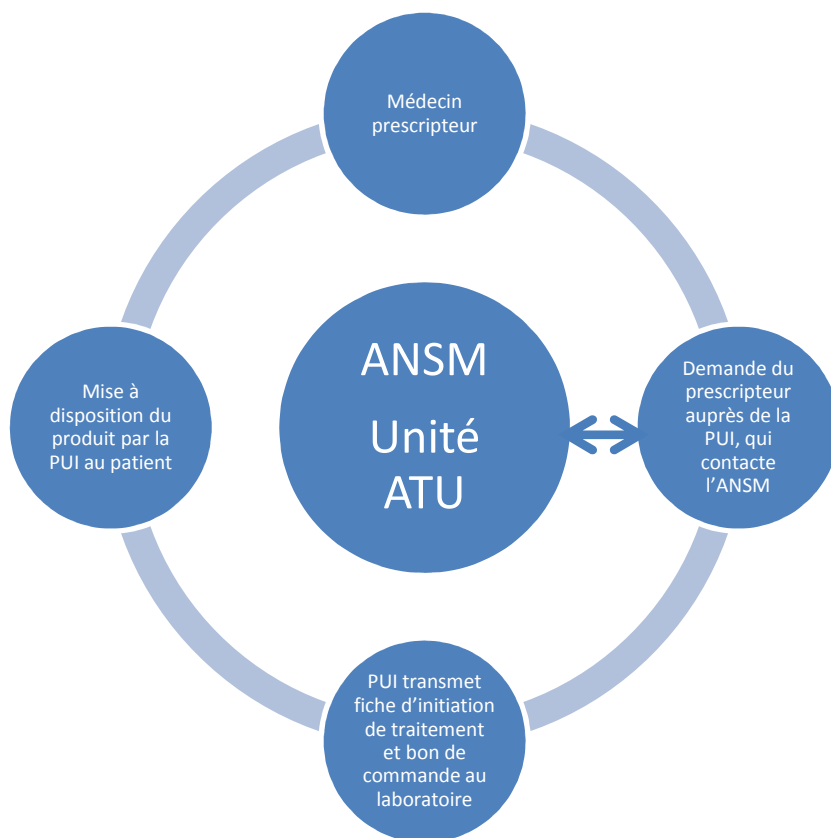 Médecin
prescripteur
ANSM
Unité
ATU
Demande du
prescripteur
auprès de la
PUI, qui
contacte
l’ANSM
PUI transmet
fiche d’initiation
de traitement
et bon de
commande au
laboratoire
Mise à
disposition du
produit par la
PUI au patient